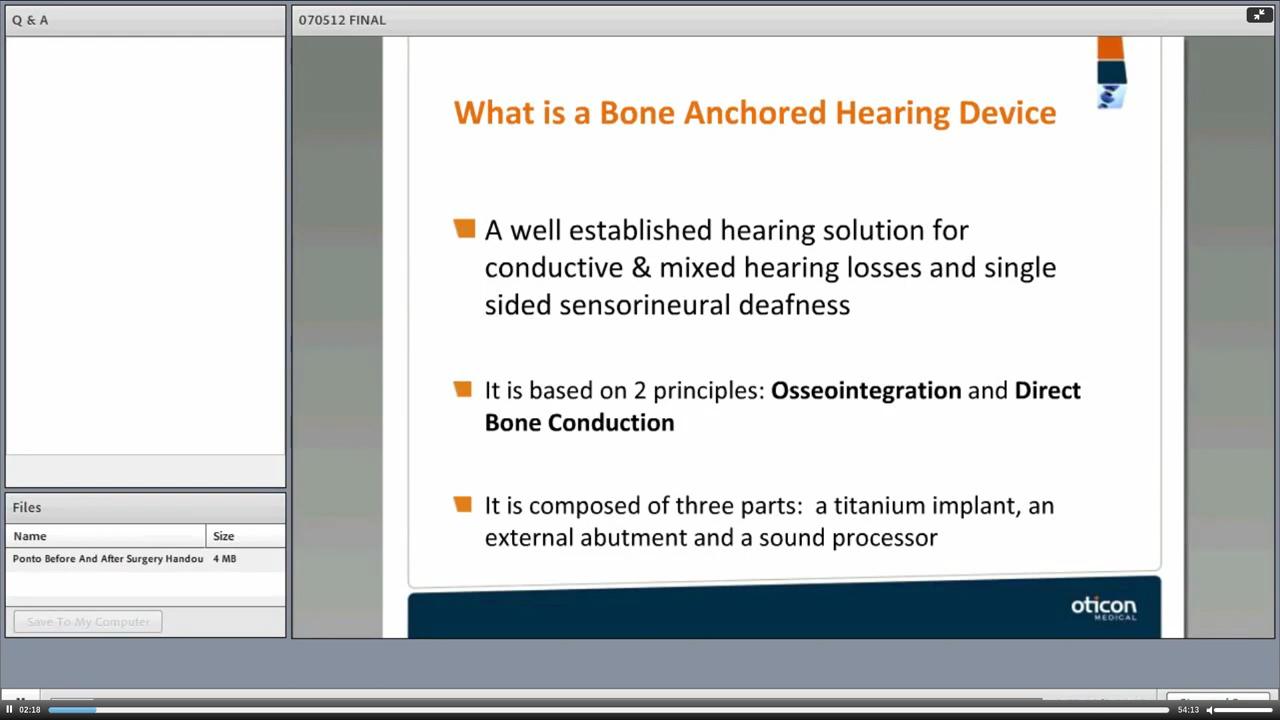 Q & A
070512 FINAL
What is a Bone Anchored Hearing Device
A well established hearing solution for
conductive & mixed hearing losses and single
sided sensorineural deafness
It is based on 2 principles: Osseointegration and Direct
Bone Conduction
It is composed of three parts: a titanium implant, an
external abutment and a sound processor
oticon
MEDICAL
Files
Name Size
Ponto Before And After Surgery Handou 4 MB
Save To My Computer
02:18 54:13